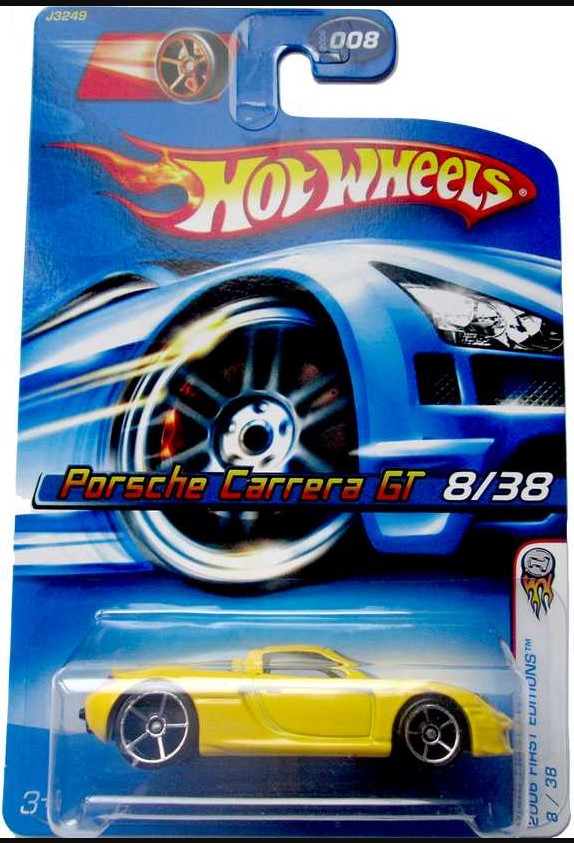 J3249
008
HOT WHEELS®
Porsche Carrera GT 8/38
2006 FIRST EDITIONS™
8 / 38
3+